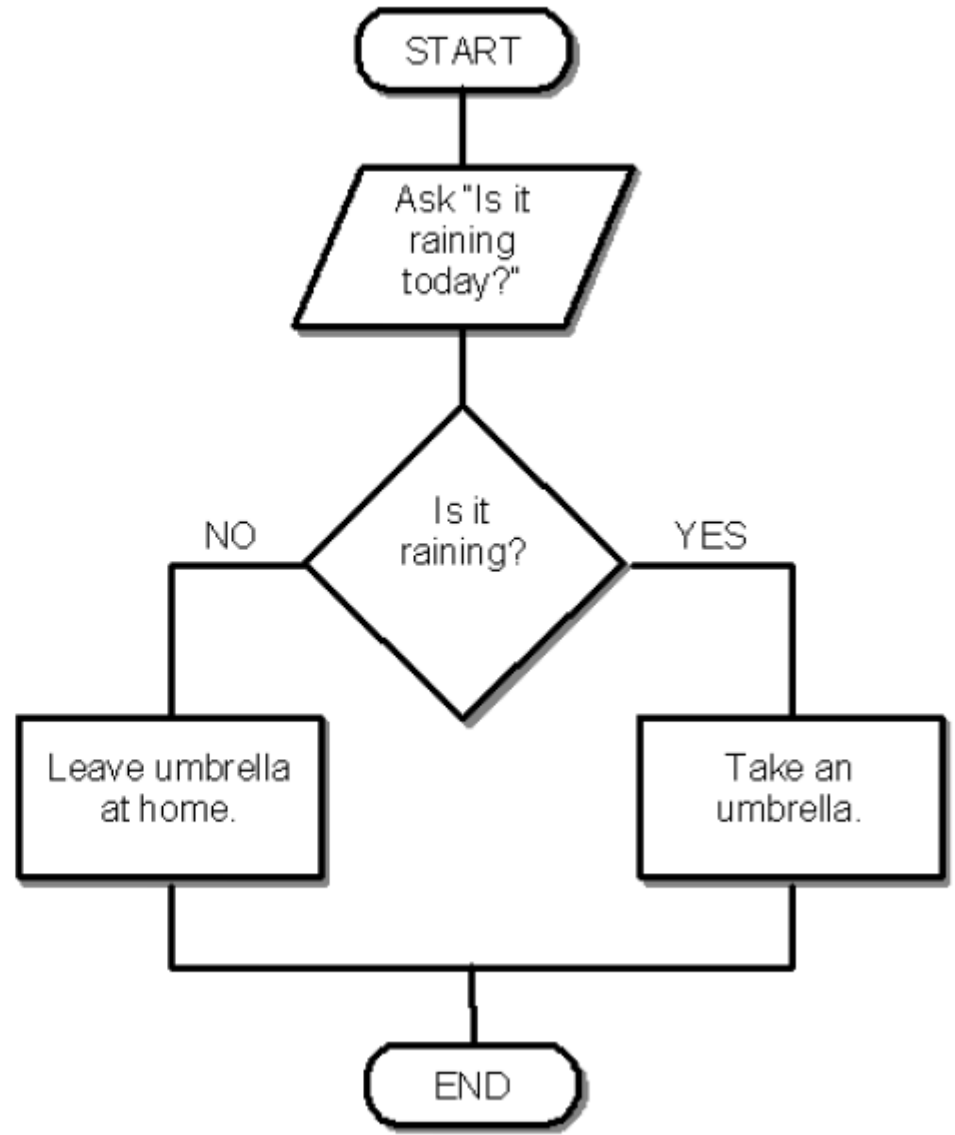 START
Ask "Is it
raining
today?"
Is it
raining?
NO
YES
Leave umbrella
at home.
Take an
umbrella.
END